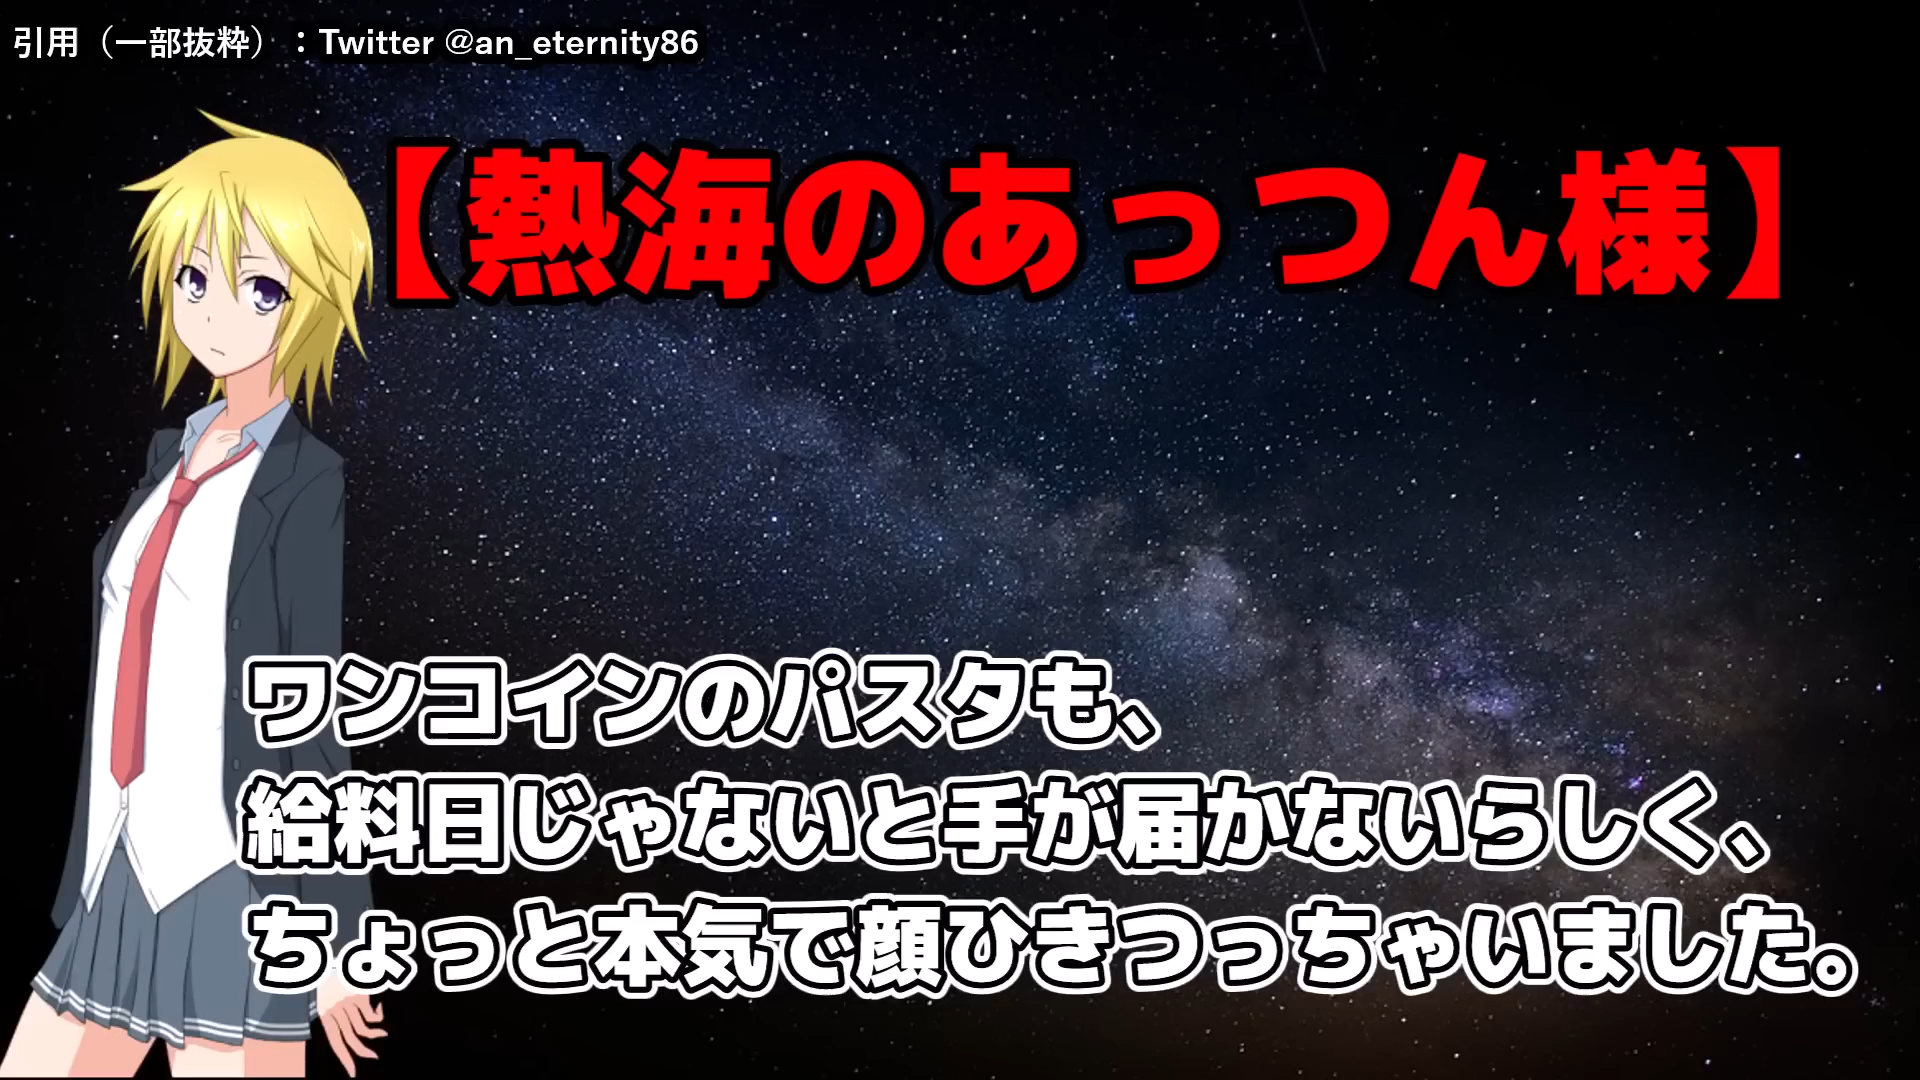 引用（一部抜粋）：Twitter @an_eternity86
【熱海のあっつん様】
ワンコインのパスタも、
給料日じゃないと手が届かないらしく、
ちょっと本気で顔ひきつっちゃいました。